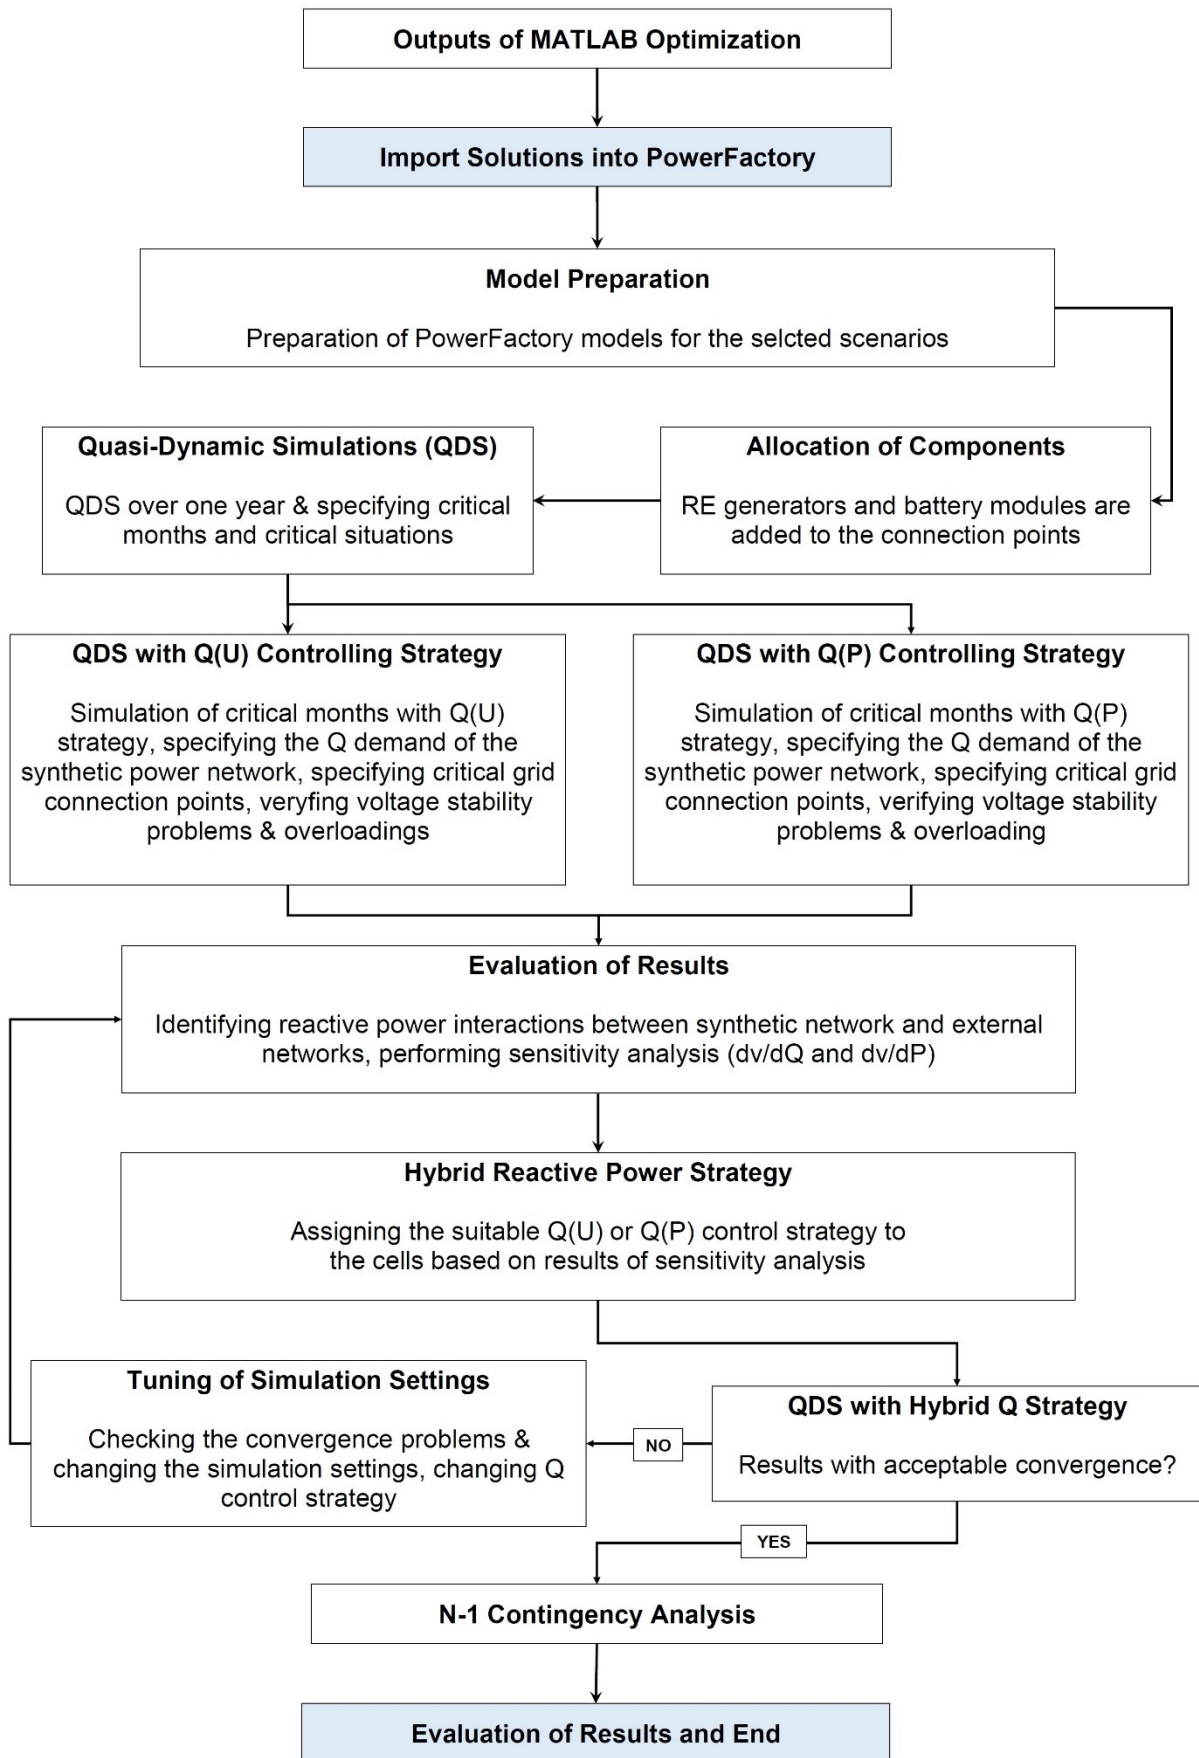 Outputs of MATLAB Optimization
Import Solutions into PowerFactory
Model Preparation
Preparation of PowerFactory models for the selcted scenarios
Quasi-Dynamic Simulations (QDS)
QDS over one year & specifying critical
months and critical situations
Allocation of Components
RE generators and battery modules are
added to the connection points
QDS with Q(U) Controlling Strategy
Simulation of critical months with Q(U)
strategy, specifying the Q demand of the
synthetic power network, specifying critical grid
connection points, veryfing voltage stability
problems & overloadings
QDS with Q(P) Controlling Strategy
Simulation of critical months with Q(P)
strategy, specifying the Q demand of the
synthetic power network, specifying critical grid
connection points, verifying voltage stability
problems & overloading
Evaluation of Results
Identifying reactive power interactions between synthetic network and external
networks, performing sensitivity analysis (dv/dQ and dv/dP)
Hybrid Reactive Power Strategy
Assigning the suitable Q(U) or Q(P) control strategy to
the cells based on results of sensitivity analysis
Tuning of Simulation Settings
Checking the convergence problems &
changing the simulation settings, changing Q
control strategy
NO
QDS with Hybrid Q Strategy
Results with acceptable convergence?
YES
N-1 Contingency Analysis
Evaluation of Results and End